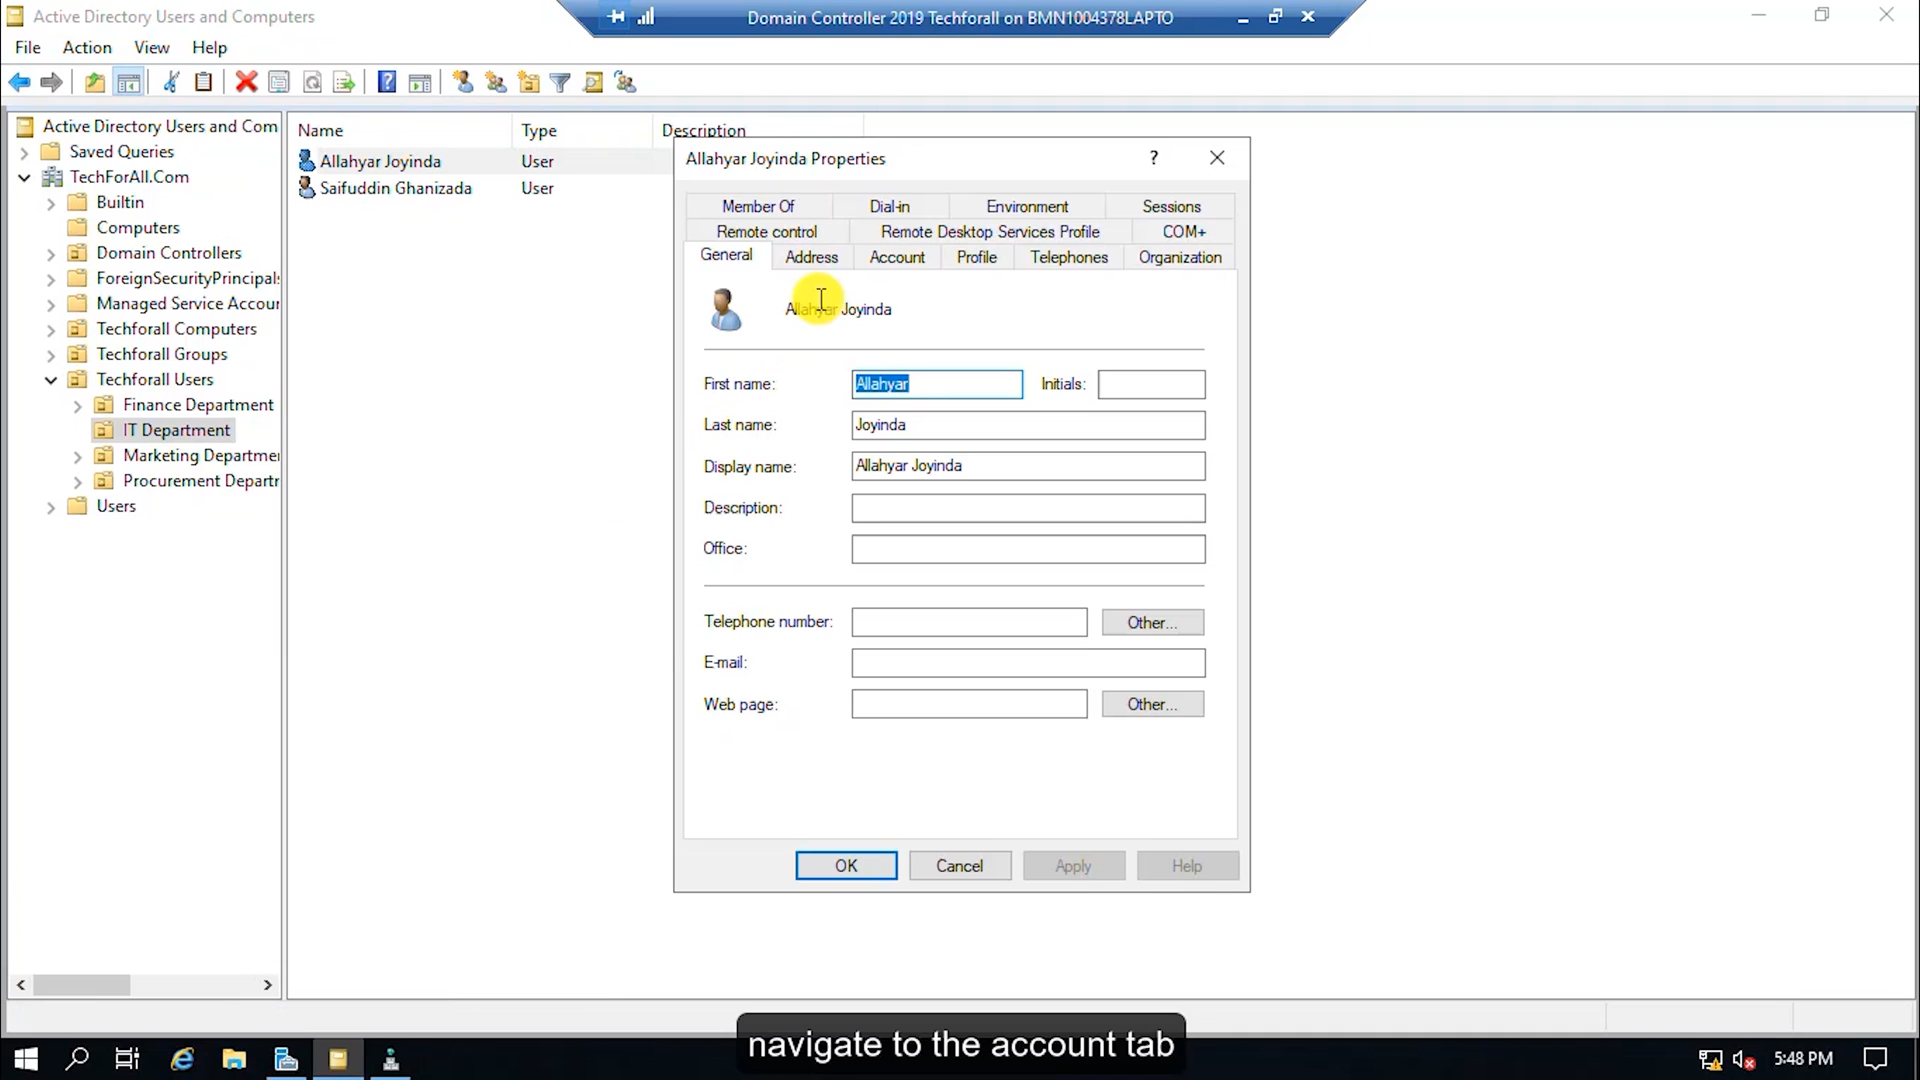 Active Directory Users and Computers
Domain Controller 2019 Techforall on BMN1004378LAPTO
File Action View Help
Active Directory Users and Com
Saved Queries
TechForAll.Com
Builtin
Computers
Domain Controllers
ForeignSecurityPrincipals
Managed Service Accour
Techforall Computers
Techforall Groups
Techforall Users
Finance Department
IT Department
Marketing Departmer
Procurement Departr
Users
Name Type Description
Allahyar Joyinda User
Saifuddin Ghanizada User
Allahyar Joyinda Properties ?
Member Of Dial-in Environment Sessions
Remote control Remote Desktop Services Profile COM+
General Address Account Profile Telephones Organization
Allahyar Joyinda
First name: Allahyar Initials:
Last name: Joyinda
Display name: Allahyar Joyinda
Description:
Office:
Telephone number: Other...
E-mail:
Web page: Other...
OK Cancel Apply Help
navigate to the account tab
5:48 PM